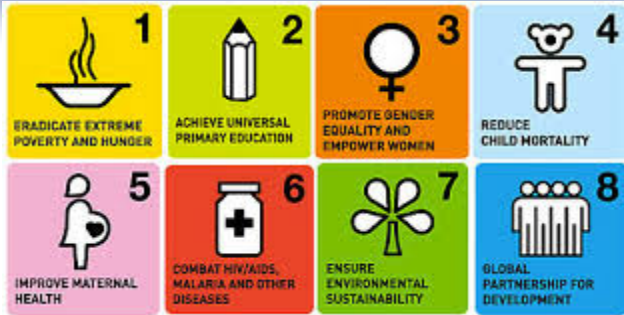 1
ERADICATE EXTREME
POVERTY AND HUNGER
2
ACHIEVE UNIVERSAL
PRIMARY EDUCATION
3
PROMOTE GENDER
EQUALITY AND
EMPOWER WOMEN
4
REDUCE
CHILD MORTALITY
5
IMPROVE MATERNAL
HEALTH
6
COMBAT HIV/AIDS,
MALARIA AND OTHER
DISEASES
7
ENSURE
ENVIRONMENTAL
SUSTAINABILITY
8
GLOBAL
PARTNERSHIP FOR
DEVELOPMENT